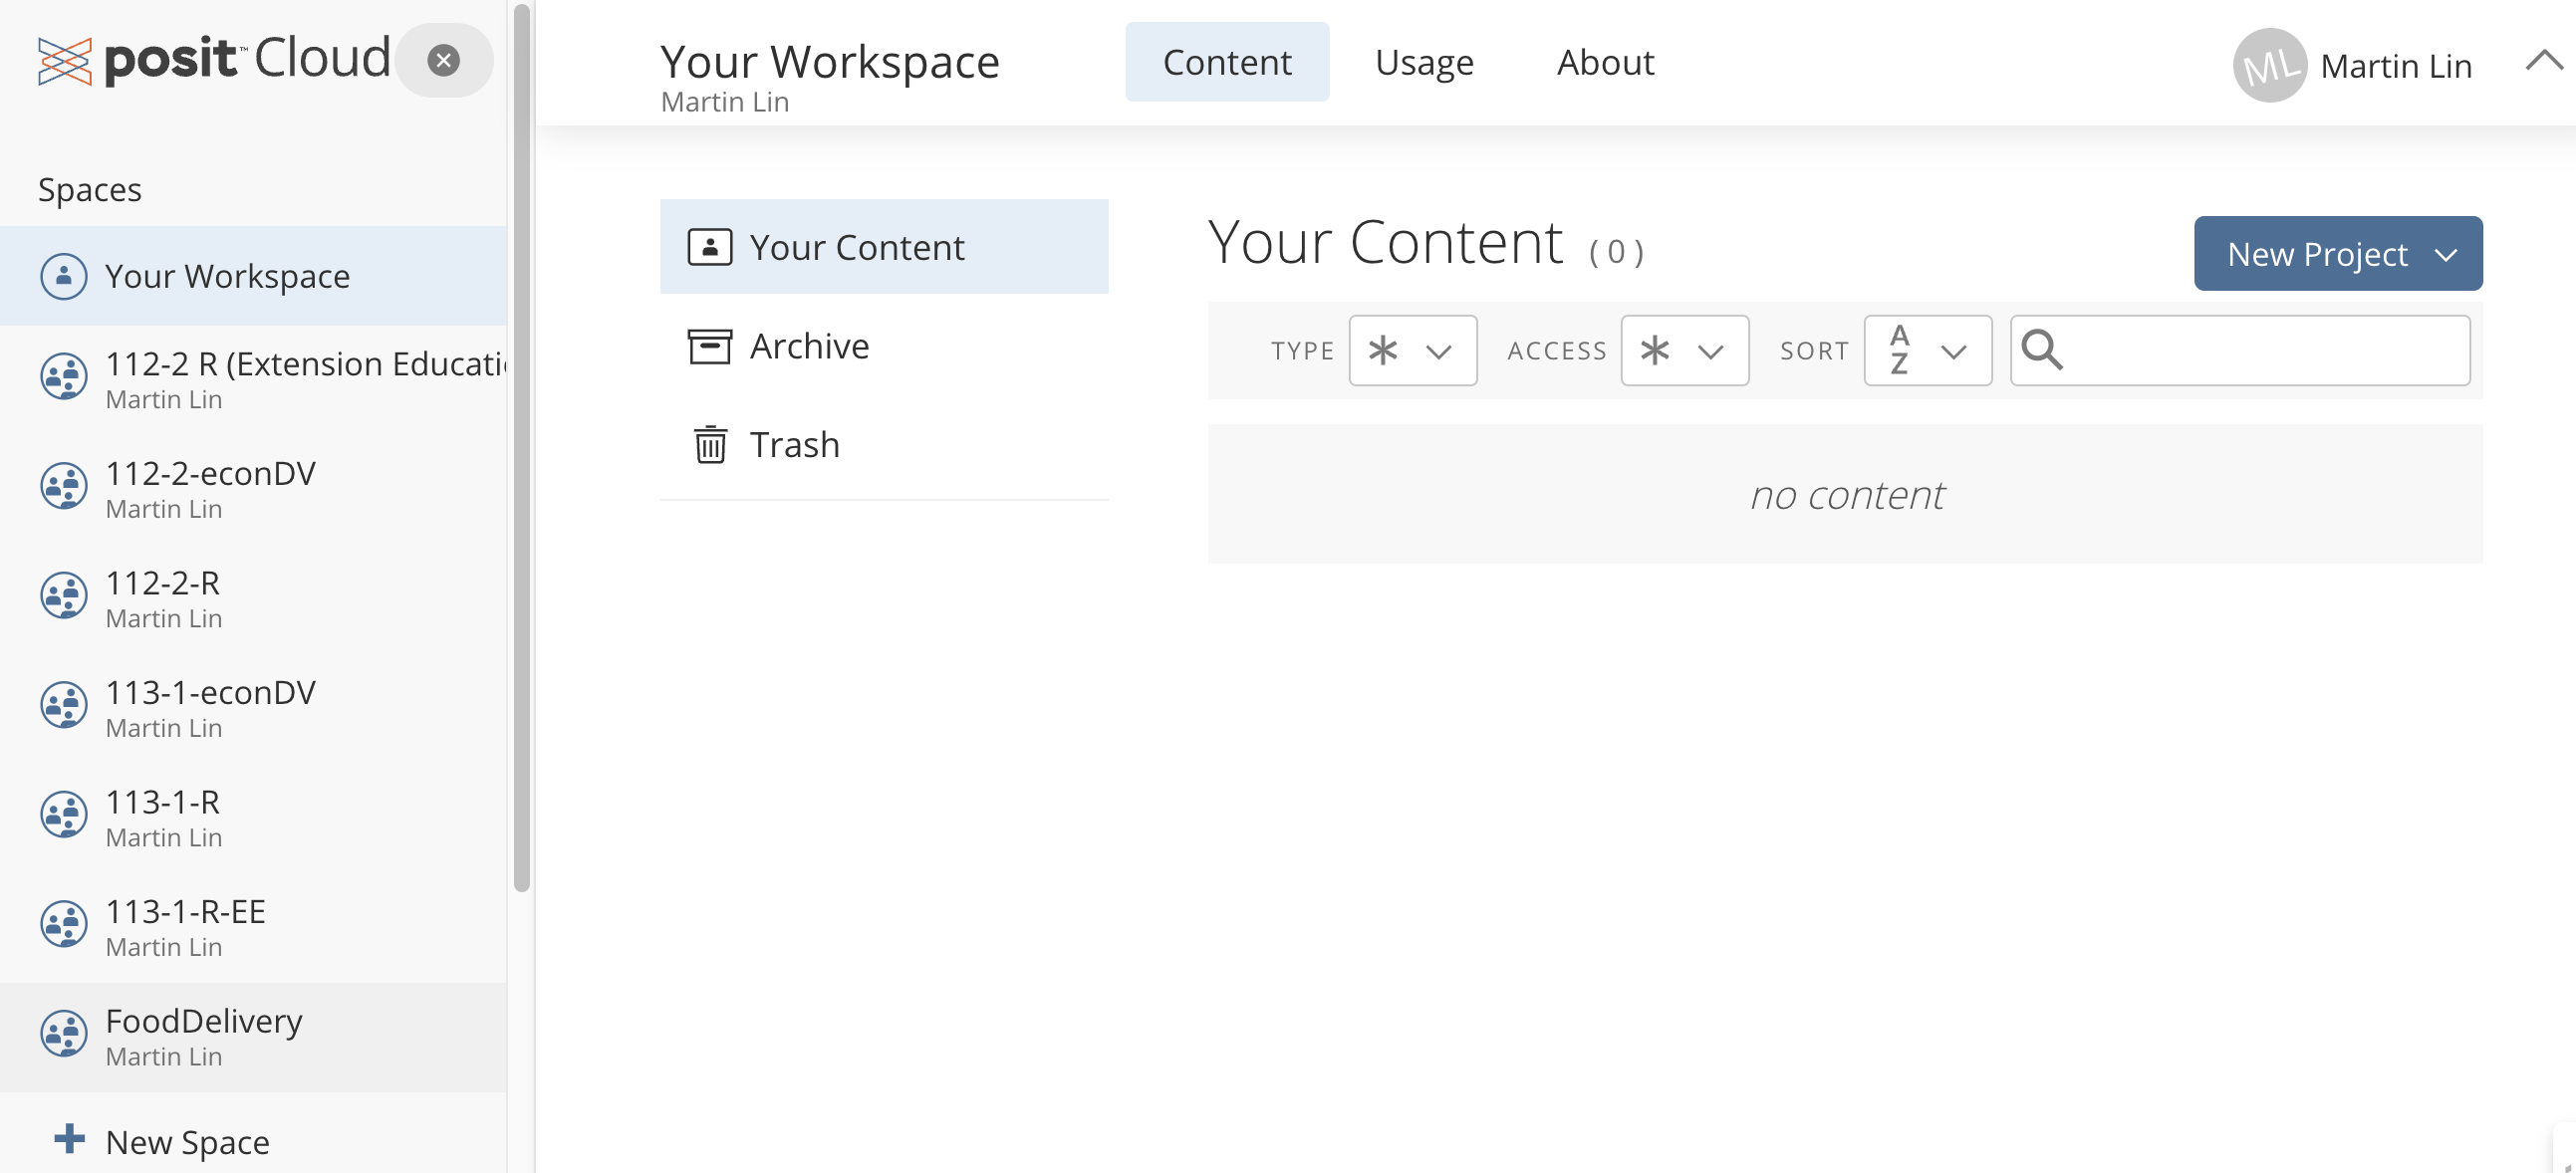 posit™ Cloud
Spaces
Your Workspace
112-2 R (Extension Educati
Martin Lin
112-2-econDV
Martin Lin
112-2-R
Martin Lin
113-1-econDV
Martin Lin
113-1-R
Martin Lin
113-1-R-EE
Martin Lin
FoodDelivery
Martin Lin
New Space
Your Workspace
Martin Lin
Content
Usage
About
ML
Martin Lin
Your Content
Archive
Trash
Your Content ( 0 )
New Project
TYPE * ACCESS * SORT A Z
no content